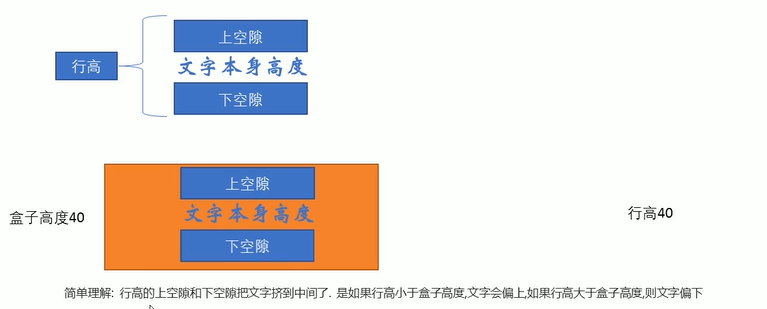 上空隙
行高
文字本身高度
下空隙
上空隙
盒子高度40
文字本身高度
行高40
下空隙
简单理解: 行高的上空隙和下空隙把文字挤到中间了. 是如果行高小于盒子高度,文字会偏上,如果行高大于盒子高度,则文字偏下